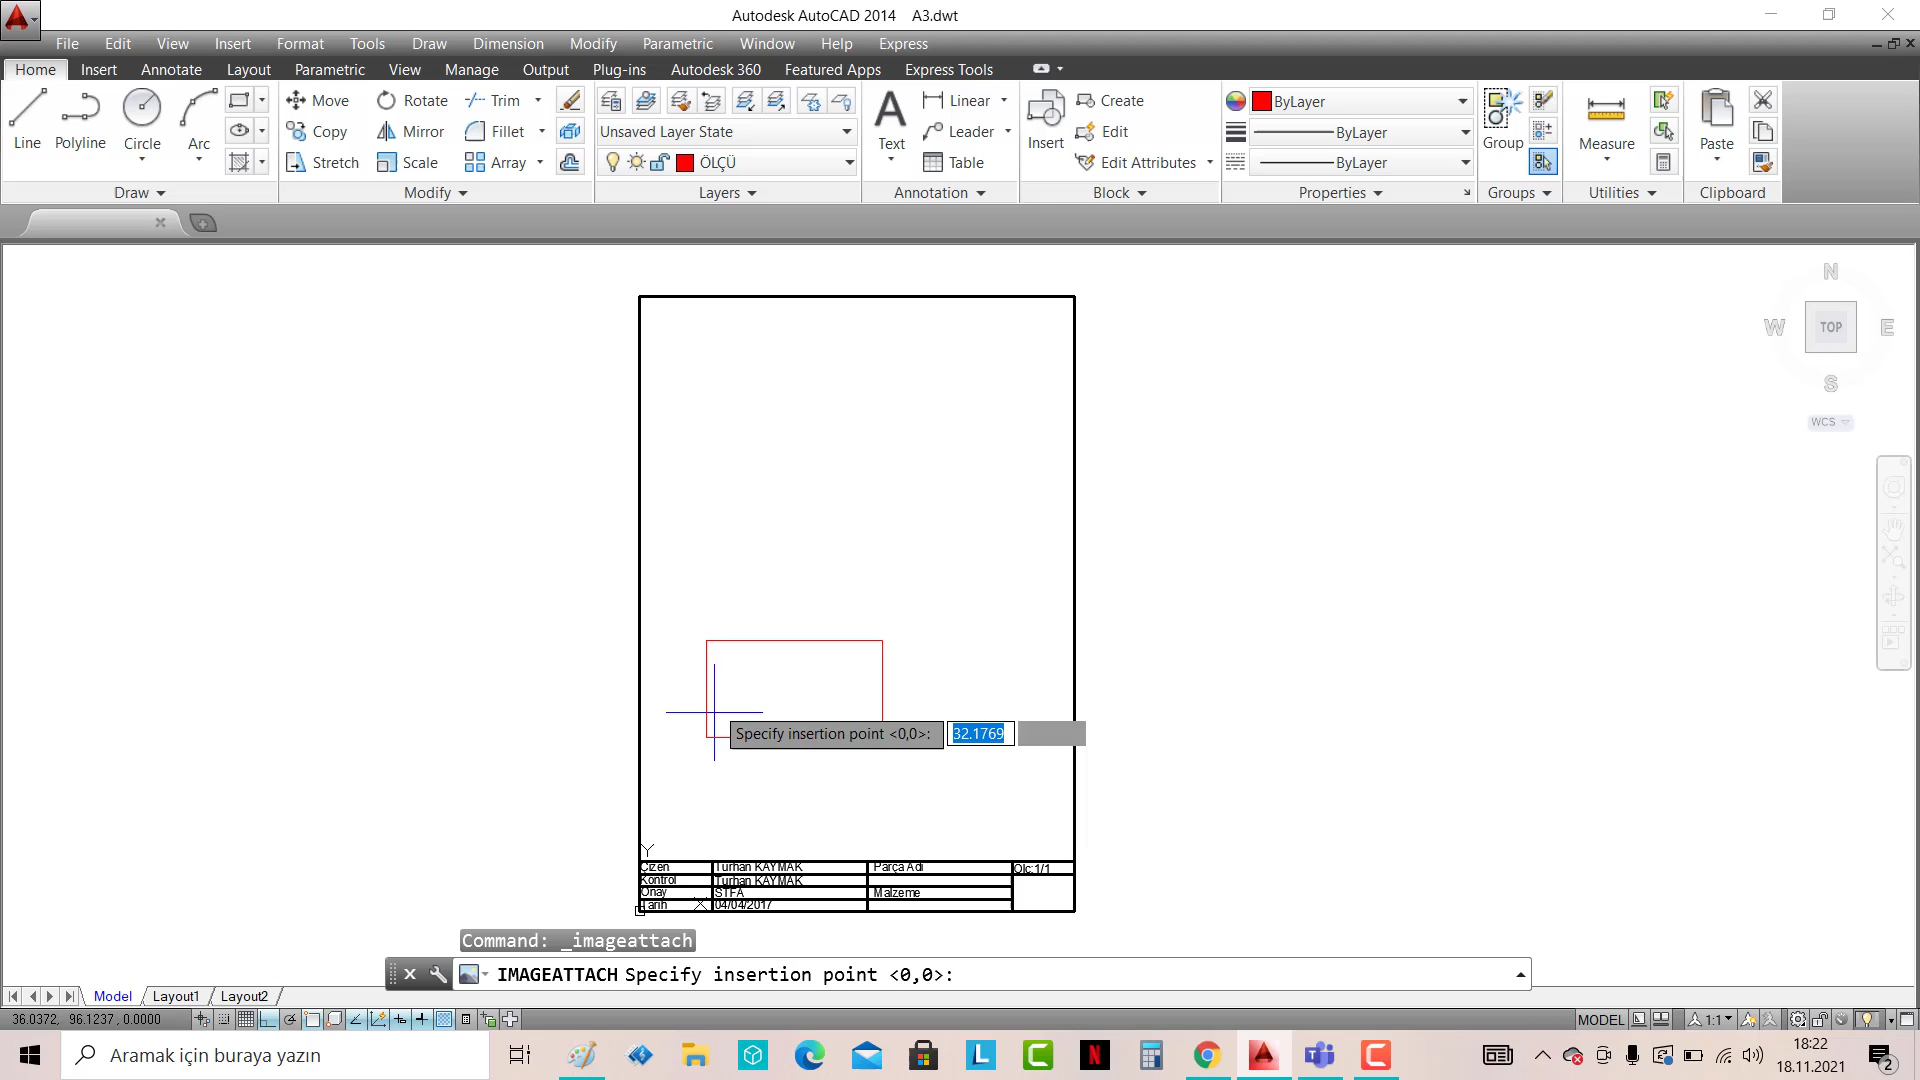 Autodesk AutoCAD 2014 A3.dwt
File Edit View Insert Format Tools Draw Dimension Modify Parametric Window Help Express
Home Insert Annotate Layout Parametric View Manage Output Plug-ins Autodesk 360 Featured Apps Express Tools
Line Polyline Circle Arc
Move Rotate Trim
Copy Mirror Fillet
Stretch Scale Array
Unsaved Layer State
ÖLÇÜ
Text Linear
Leader
Table
Insert Create
Edit
Edit Attributes
ByLayer
ByLayer
ByLayer
Group Measure Paste
Draw Modify Layers Annotation Block Properties Groups Utilities Clipboard
N
W TOP E
S
WCS
Specify insertion point <0,0>: 32.1769
Y
Çizen Turhan KAYMAK Parça Adı Ölç:1/1
Kontrol Turhan KAYMAK
Onay STFA Malzeme
Tarih X 04/04/2017
Command: _imageattach
IMAGEATTACH Specify insertion point <0,0>:
Model Layout1 Layout2
36.0372, 96.1237, 0.0000 MODEL 1:1
Aramak için buraya yazın
L C N C
18:22
18.11.2021
2